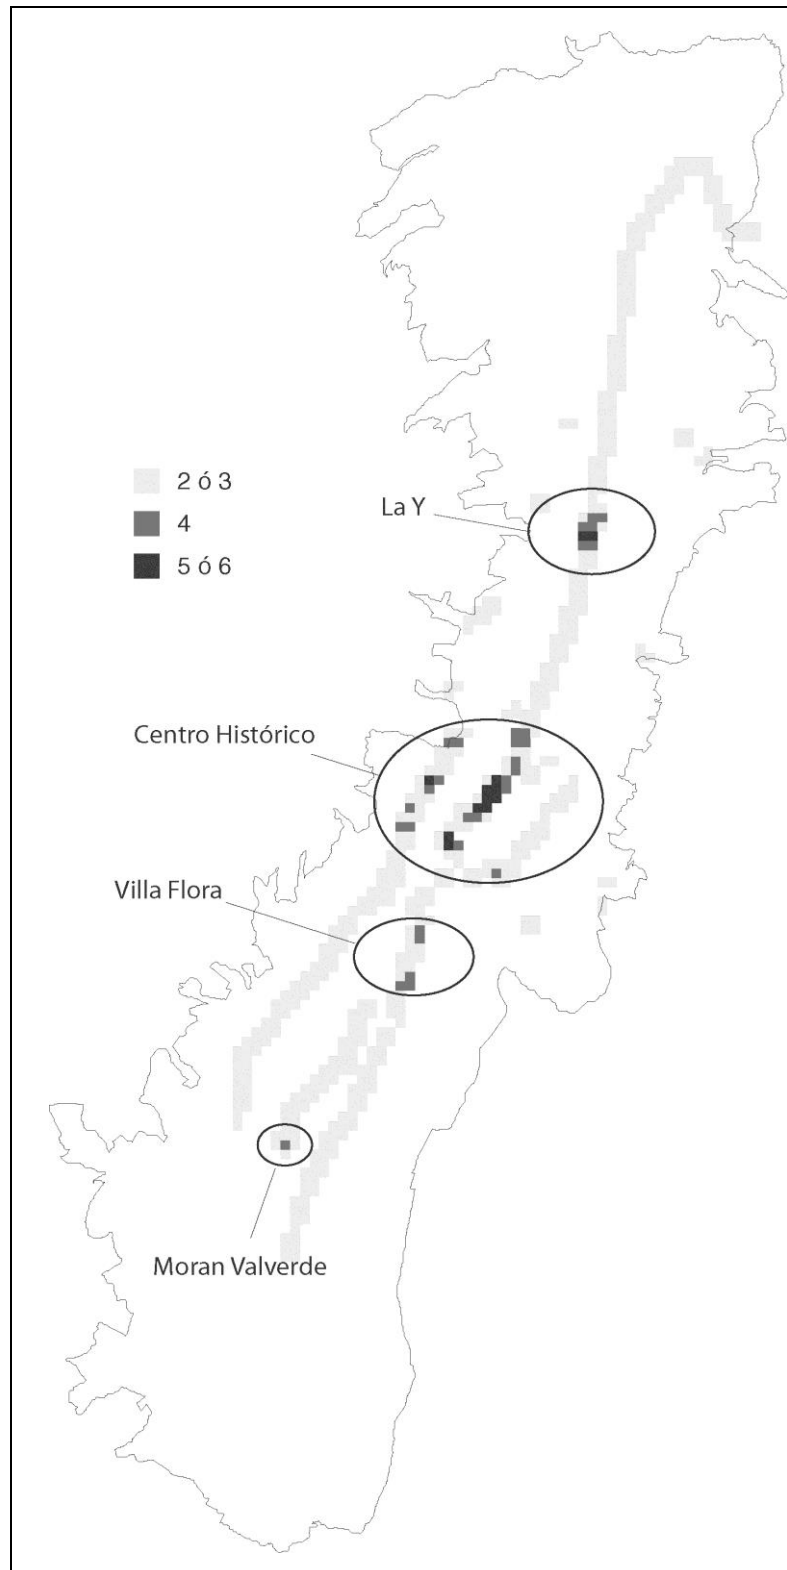 2 ó 3
La Y
4
5 ó 6
Centro Histórico
Villa Flora
Moran Valverde